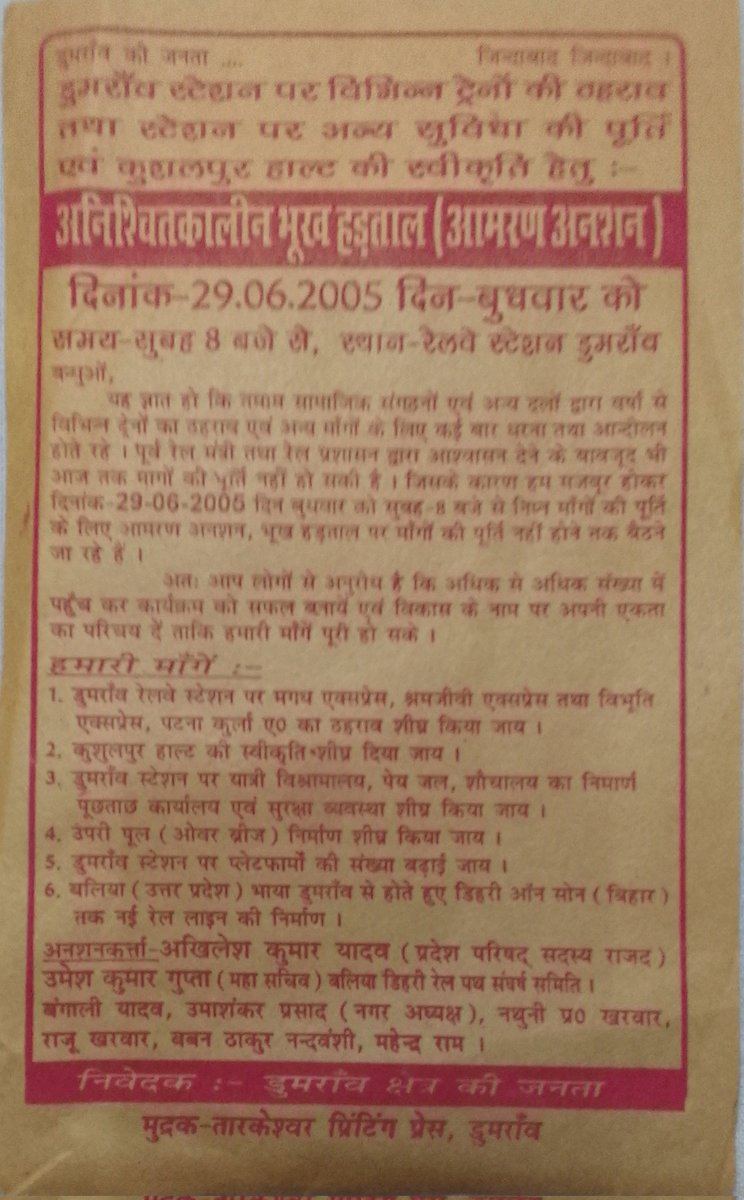 डुमराँव की जनता .... जिन्दाबाद जिन्दाबाद ।
डुमराँव स्टेशन पर विभिन्न ट्रेनों की ठहराव
तथा स्टेशन पर अन्य सुविधा की पूर्ति
एवं कुशलपुर हाल्ट की स्वीकृति हेतु :-
अनिश्चितकालीन भूख हड़ताल (आमरण अनशन )
दिनांक-29.06.2005 दिन-बुधवार को
समय-सुबह 8 बजे से, स्थान-रेलवे स्टेशन डुमराँव
बन्धुओं,
यह ज्ञात हो कि तमाम सामाजिक संगठनों एवं अन्य दलों द्वारा वर्षों से
विभिन्न ट्रेनों का ठहराव एवं अन्य माँगों के लिए कई बार धरना तथा आन्दोलन
होते रहे । पूर्व रेल मंत्री तथा रेल प्रशासन द्वारा आश्वासन देने के बावजूद भी
आज तक मागों की पूर्ति नहीं हो सकी है । जिसके कारण हम मजबूर होकर
दिनांक-29-06-2005 दिन बुधवार को सुबह-8 बजे से निम्न माँगों की पूर्ति
के लिए आमरण अनशन, भूख हड़ताल पर माँगों की पूर्ति नहीं होने तक बैठने
जा रहे हैं ।
अतः आप लोगों से अनुरोध है कि अधिक से अधिक संख्या में
पहुँच कर कार्यक्रम को सफल बनायें एवं विकास के नाम पर अपनी एकता
का परिचय दें ताकि हमारी माँगें पूरी हो सके ।
हमारी माँगें :-
1. डुमराँव रेलवे स्टेशन पर मगध एक्सप्रेस, श्रमजीवी एक्सप्रेस तथा विभूति
एक्सप्रेस, पटना कुर्ला ए० का ठहराव शीघ्र किया जाय ।
2. कुशुलपुर हाल्ट को स्वीकृति शीघ्र दिया जाय ।
3. डुमराँव स्टेशन पर यात्री विश्रामालय, पेय जल, शौचालय का निमार्ण
पूछताछ कार्यालय एवं सुरक्षा व्यवस्था शीघ्र किया जाय ।
4. उपरी पूल ( ओवर ब्रीज ) निर्माण शीघ्र किया जाय ।
5. डुमराँव स्टेशन पर प्लेटफार्मों की संख्या बढ़ाई जाय ।
6. बलिया ( उत्तर प्रदेश ) भाया डुमराँव से होते हुए डिहरी ऑन सोन ( बिहार )
तक नई रेल लाइन की निर्माण ।
अनशनकर्त्ता-अखिलेश कुमार यादव ( प्रदेश परिषद् सदस्य राजद )
उमेश कुमार गुप्ता ( महा सचिव ) बलिया डिहरी रेल पथ संघर्ष समिति ।
बंगाली यादव, उमाशंकर प्रसाद ( नगर अध्यक्ष ), नथुनी प्र० खरवार,
राजू खरवार, बबन ठाकुर नन्दवंशी, महेन्द्र राम ।
निवेदक :- डुमराँव क्षेत्र की जनता
मुद्रक-तारकेश्वर प्रिंटिंग प्रेस, डुमराँव